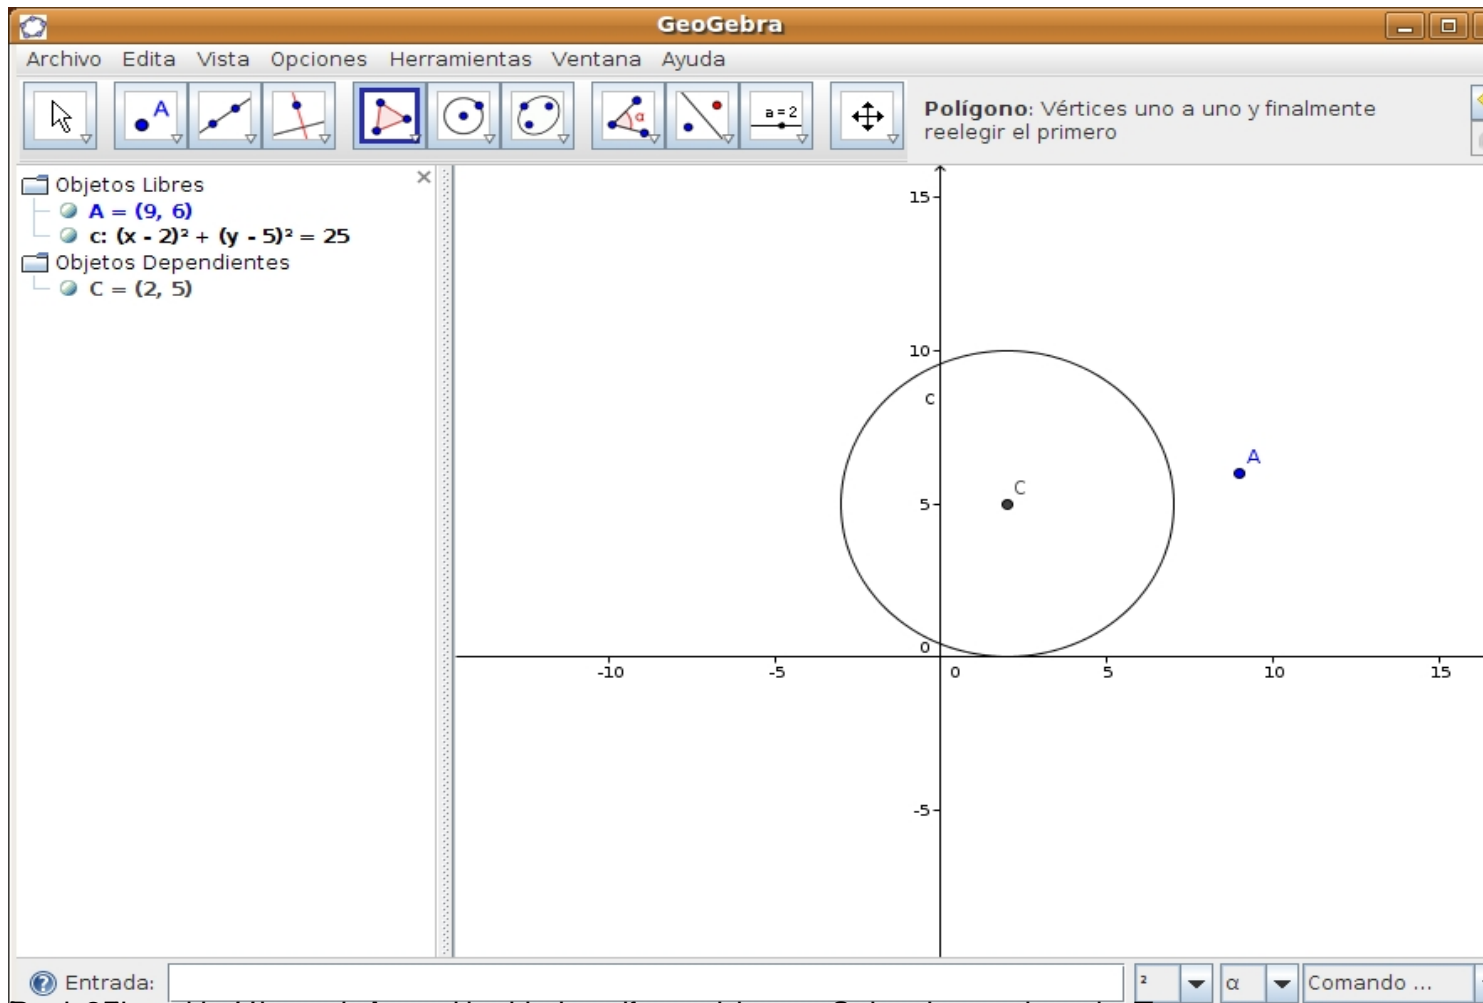 GeoGebra
Archivo Edita Vista Opciones Herramientas Ventana Ayuda
A
α
a=2
Polígono: Vértices uno a uno y finalmente
reelegir el primero
Objetos Libres
A = (9, 6)
c: (x - 2)² + (y - 5)² = 25
Objetos Dependientes
C = (2, 5)
15
10
c
A
C
5
0
-10 -5 0 5 10 15
-5
Entrada: ² α Comando ...